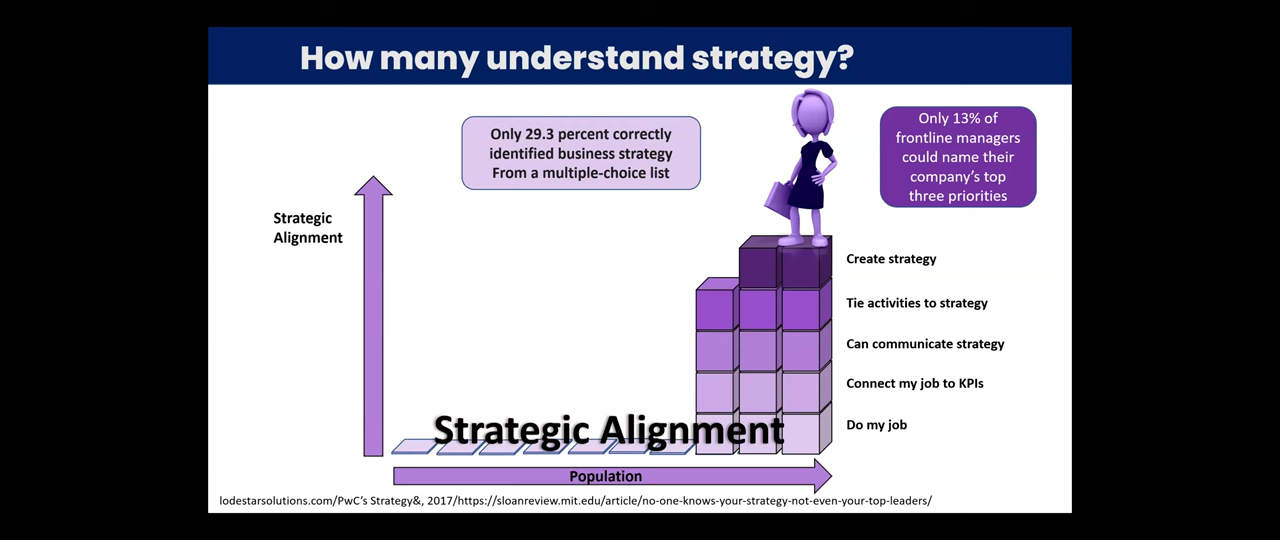 How many understand strategy?
Only 29.3 percent correctly
identified business strategy
From a multiple-choice list
Only 13% of
frontline managers
could name their
company's top
three priorities
Strategic
Alignment
Create strategy
Tie activities to strategy
Can communicate strategy
Connect my job to KPIs
Do my job
Strategic Alignment
Population
lodestarsolutions.com/PwC's Strategy&, 2017/https://sloanreview.mit.edu/article/no-one-knows-your-strategy-not-even-your-top-leaders/